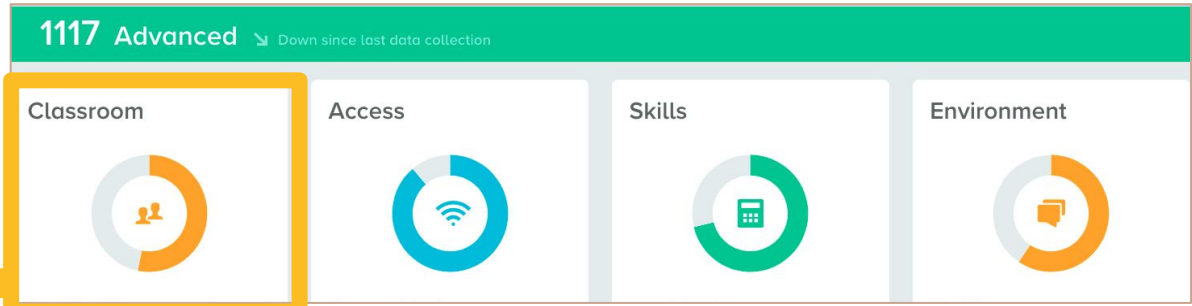 1117 Advanced Down since last data collection
Classroom Access Skills Environment